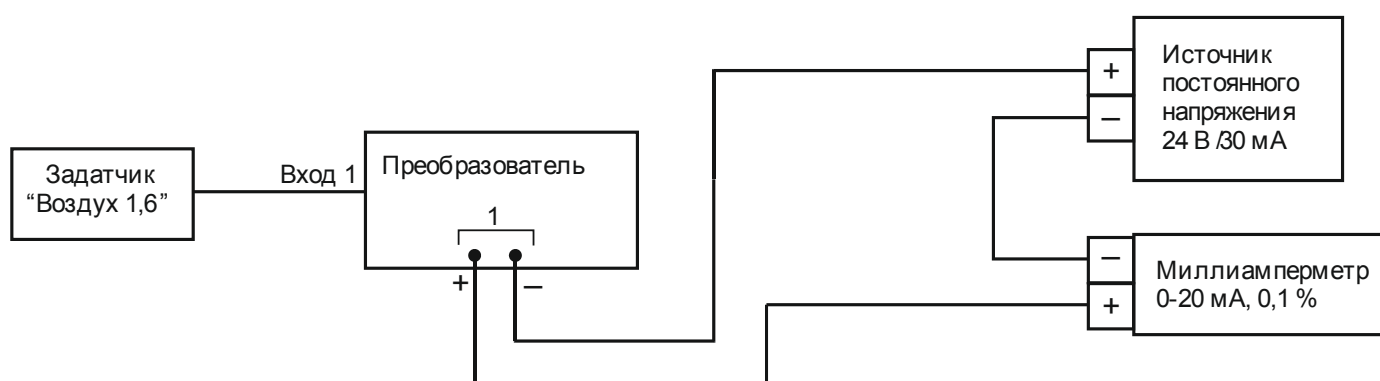 Задатчик
“Воздух 1,6”
Вход 1
Преобразователь
1
+
–
+
–
Источник
постоянного
напряжения
24 В /30 мА
–
+
Миллиамперметр
0-20 мА, 0,1 %